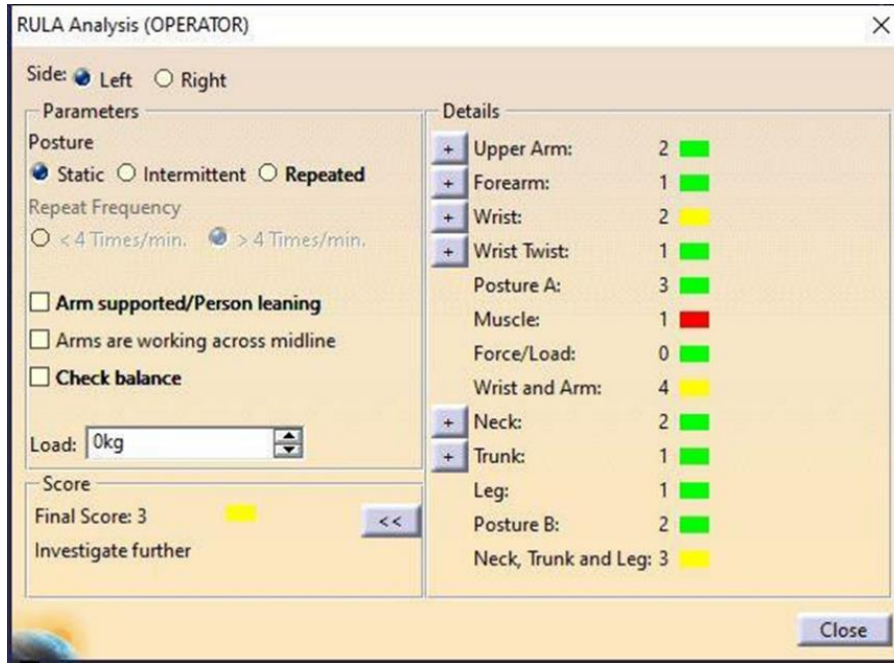 RULA Analysis (OPERATOR)
Side: Left Right
Parameters
Posture
Static Intermittent Repeated
Repeat Frequency
< 4 Times/min. > 4 Times/min.
Arm supported/Person leaning
Arms are working across midline
Check balance
Load: 0kg
Score
Final Score: 3
<<
Investigate further
Details
+ Upper Arm: 2
+ Forearm: 1
+ Wrist: 2
+ Wrist Twist: 1
Posture A: 3
Muscle: 1
Force/Load: 0
Wrist and Arm: 4
+ Neck: 2
+ Trunk: 1
Leg: 1
Posture B: 2
Neck, Trunk and Leg: 3
Close